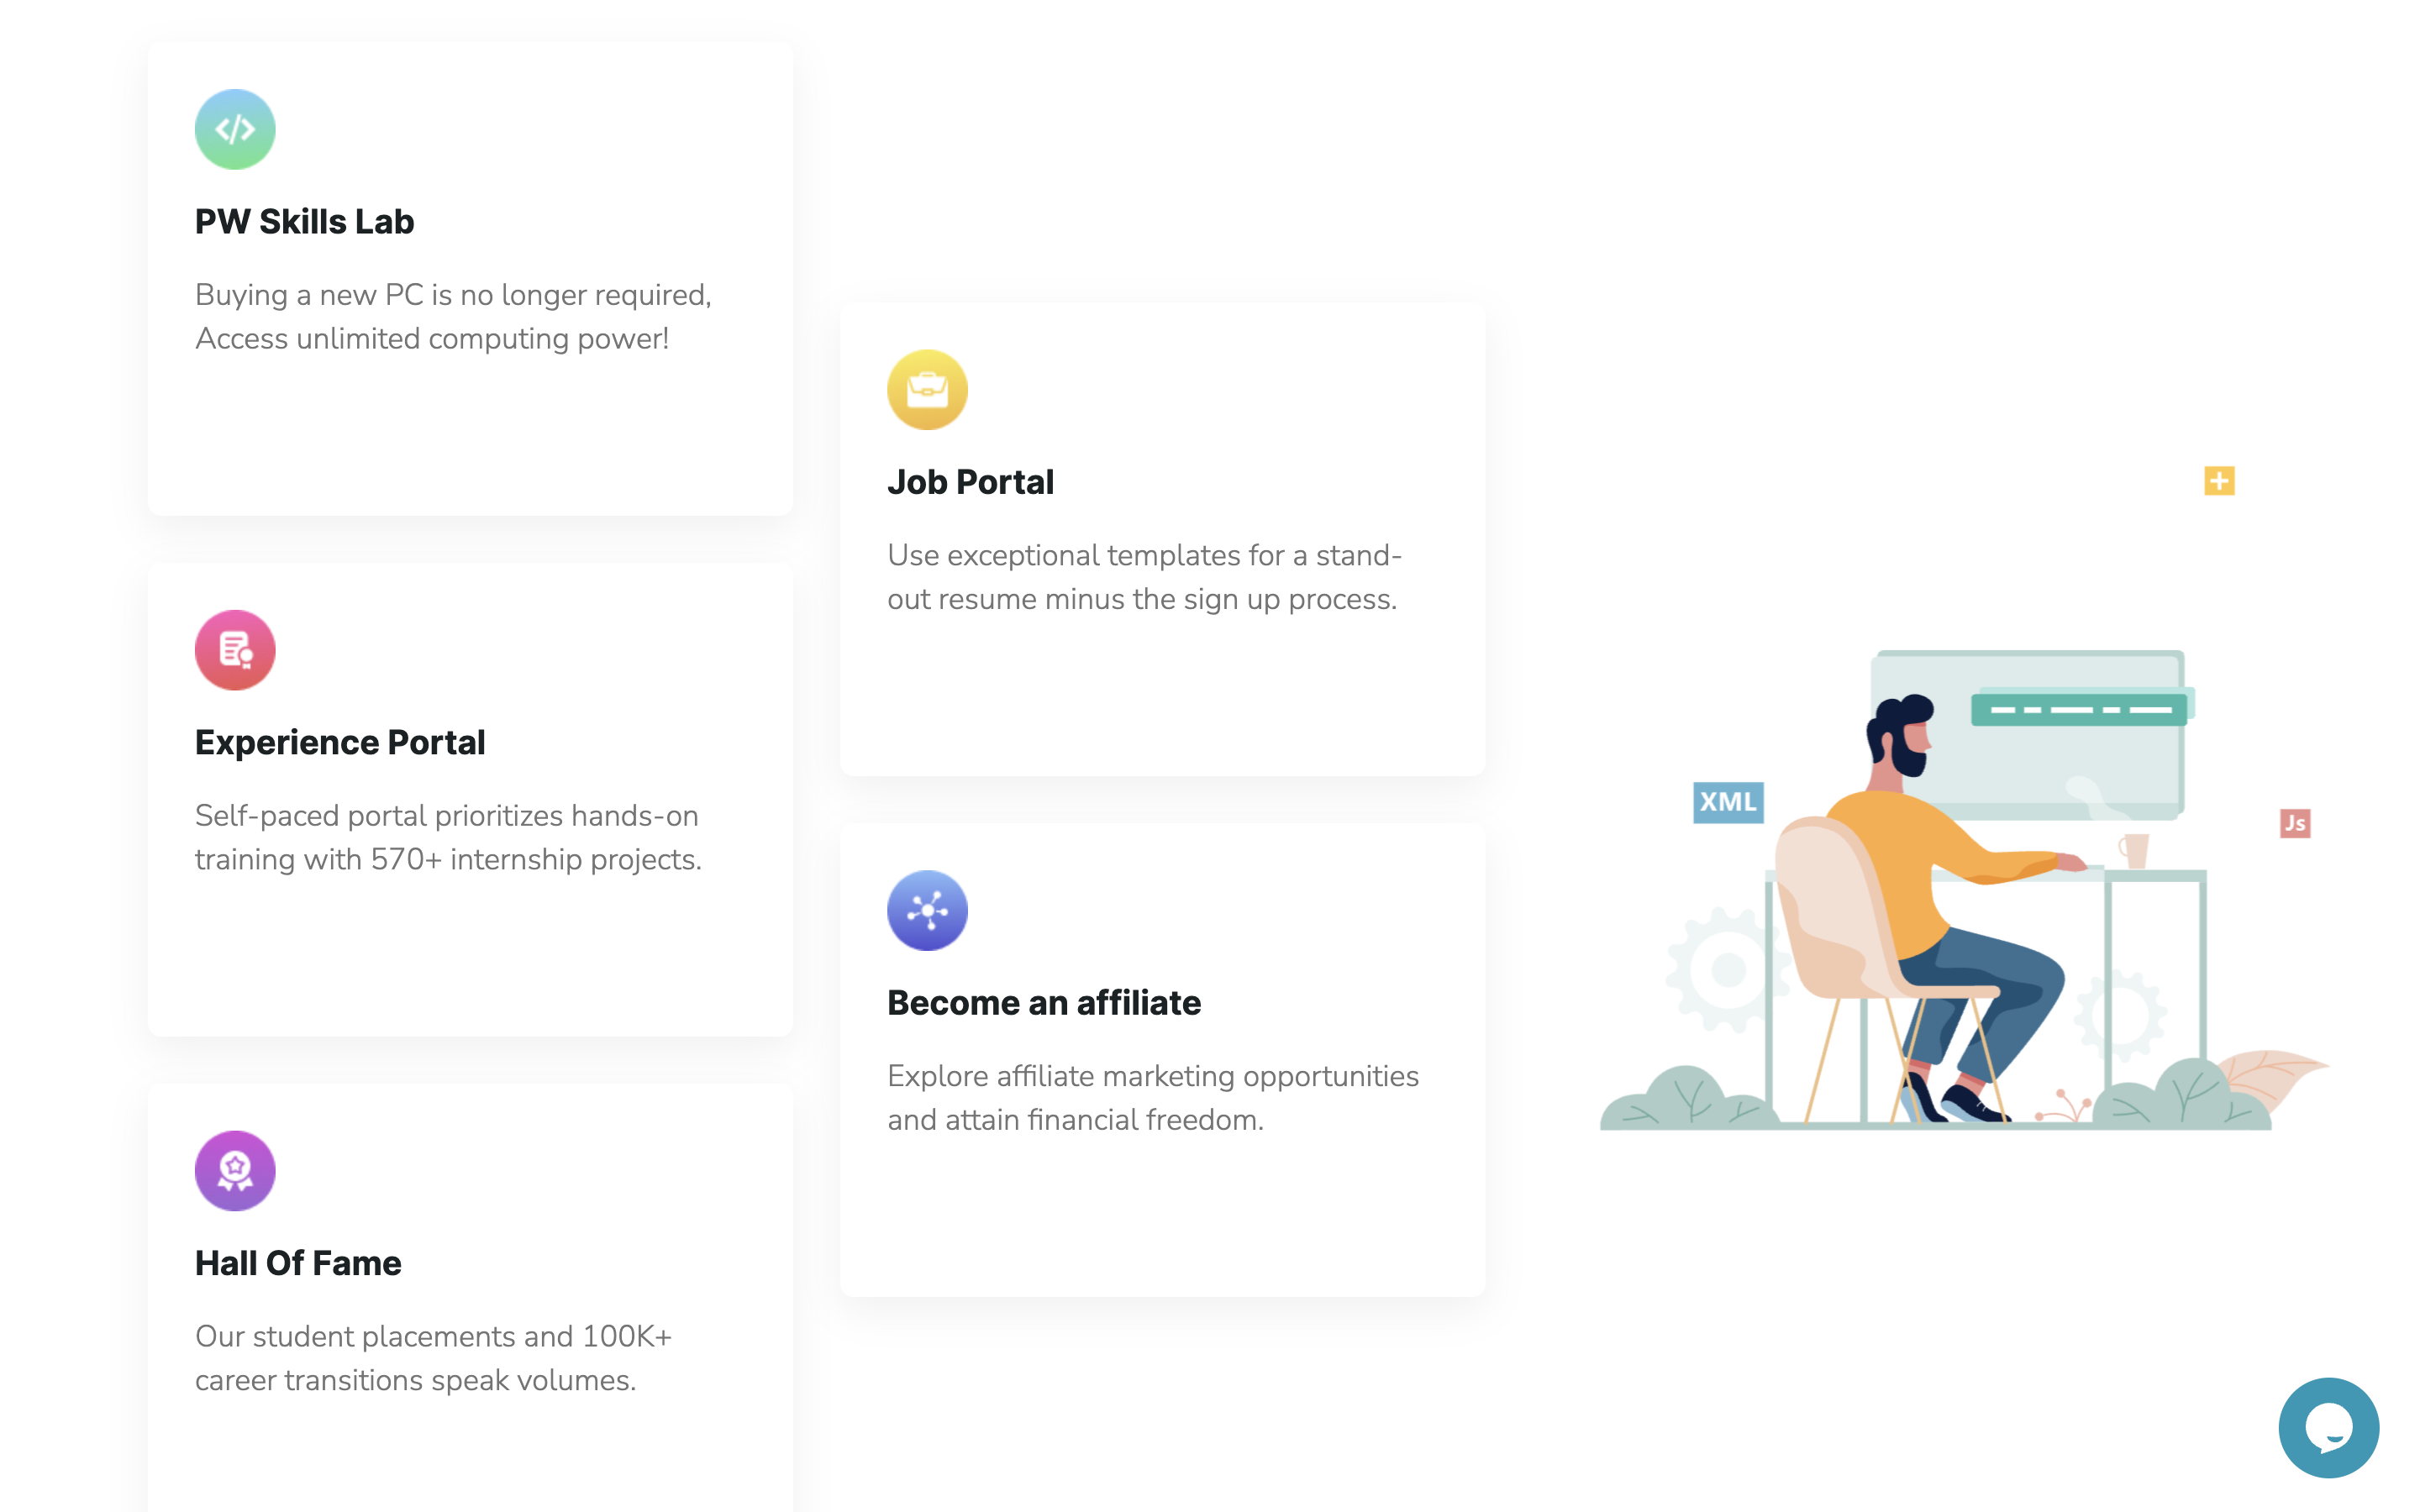 PW Skills Lab
Buying a new PC is no longer required,
Access unlimited computing power!
Job Portal
Use exceptional templates for a stand-
out resume minus the sign up process.
Experience Portal
Self-paced portal prioritizes hands-on
training with 570+ internship projects.
Become an affiliate
Explore affiliate marketing opportunities
and attain financial freedom.
Hall Of Fame
Our student placements and 100K+
career transitions speak volumes.
XML
Js